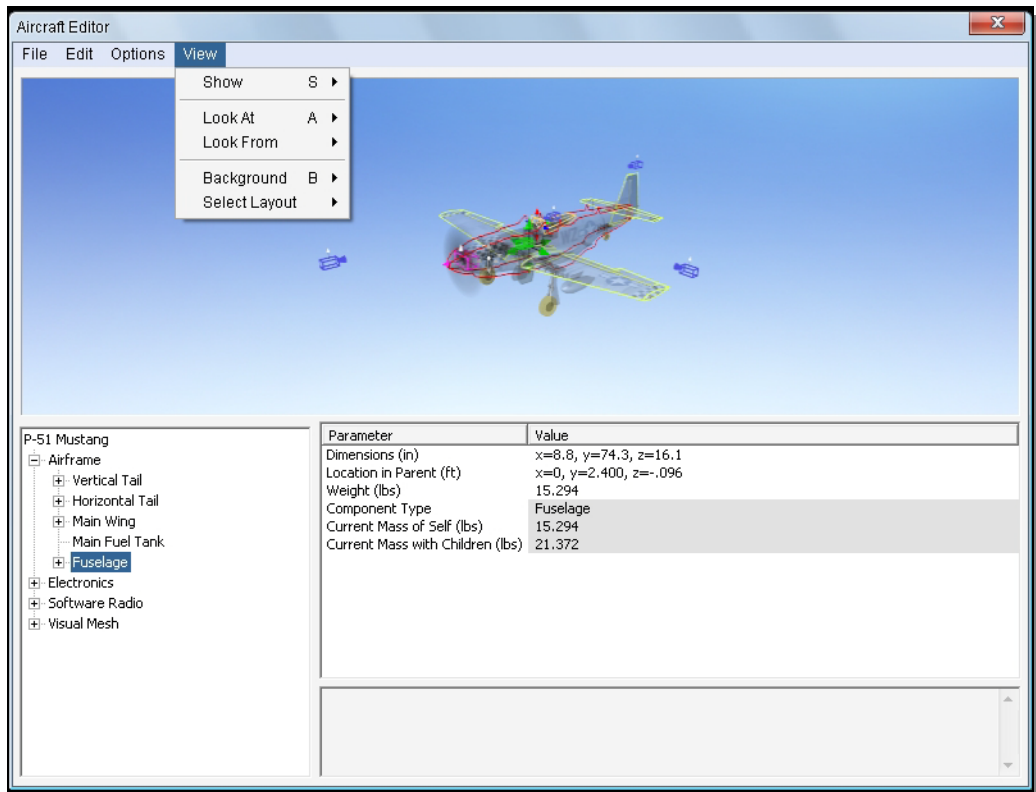 Aircraft Editor
File Edit Options View
Show S
Look At A
Look From
Background B
Select Layout
P-51 Mustang
Airframe
Vertical Tail
Horizontal Tail
Main Wing
Main Fuel Tank
Fuselage
Electronics
Software Radio
Visual Mesh
Parameter Value
Dimensions (in) x=8.8, y=74.3, z=16.1
Location in Parent (ft) x=0, y=2.400, z=-.096
Weight (lbs) 15.294
Component Type Fuselage
Current Mass of Self (lbs) 15.294
Current Mass with Children (lbs) 21.372